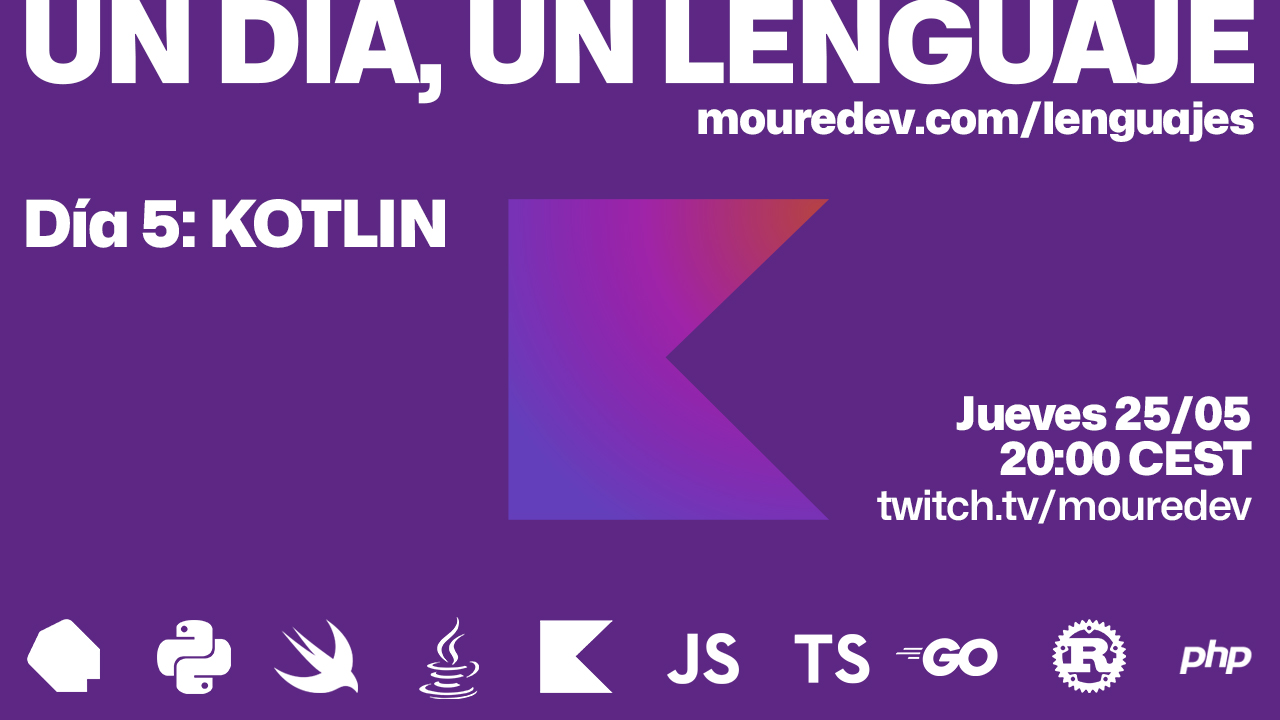 UN DÍA, UN LENGUAJE
mouredev.com/lenguajes
Día 5: KOTLIN
Jueves 25/05
20:00 CEST
twitch.tv/mouredev
JS TS GO R php